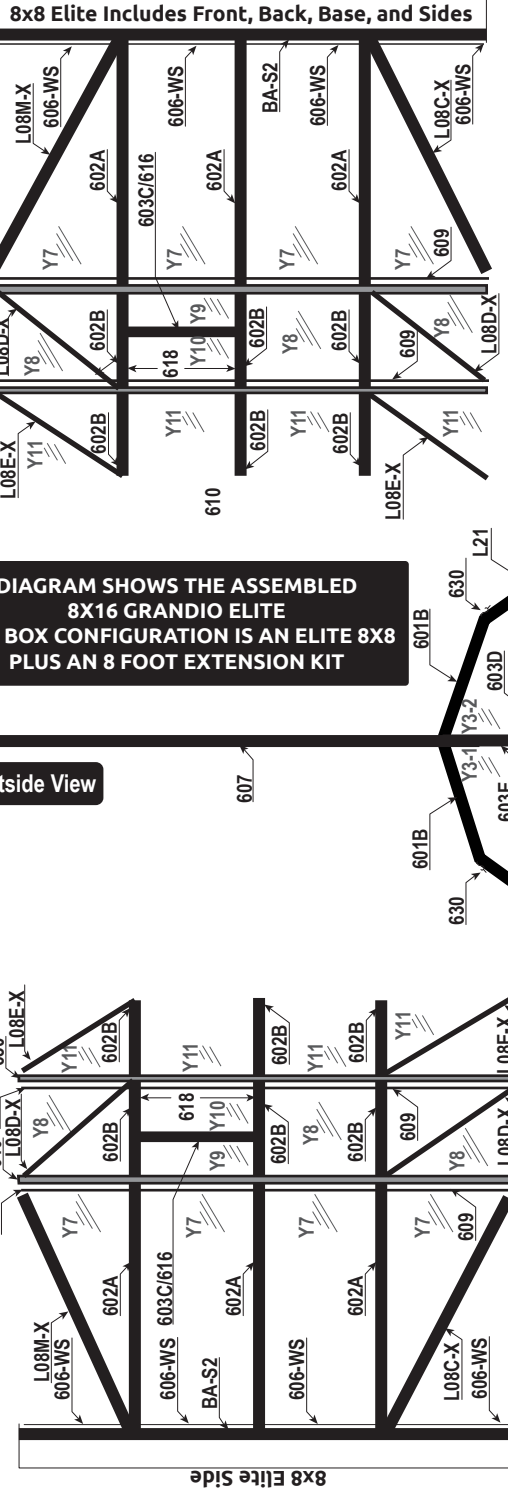 8x8 Elite Includes Front, Back, Base, and Sides
L08M-X
606-WS
606-WS
BA-S2
606-WS
L08C-X
606-WS
602A
603C/616
602A
602A
Y7
Y7
Y7
Y7
609
L08D-X
Y8
602B
Y10
Y9
602B
Y8
602B
Y8
L08D-X
618
609
L08E-X
Y11
602B
Y11
602B
Y11
602B
Y11
L08E-X
610
DIAGRAM SHOWS THE ASSEMBLED
8X16 GRANDIO ELITE
BOX CONFIGURATION IS AN ELITE 8X8
PLUS AN 8 FOOT EXTENSION KIT
L21
630
601B
603D
Y3-2
Y3-1
607
601B
630
L08E-X
Y11
602B
Y11
602B
Y11
602B
Y11
L08E-X
L08D-X
Y8
602B
618
Y10
Y9
602B
Y8
602B
609
Y8
L08D-X
Y7
Y7
Y7
Y7
609
602A
603C/616
602A
602A
L08M-X
606-WS
606-WS
BA-S2
606-WS
L08C-X
606-WS
8x8 Elite Side